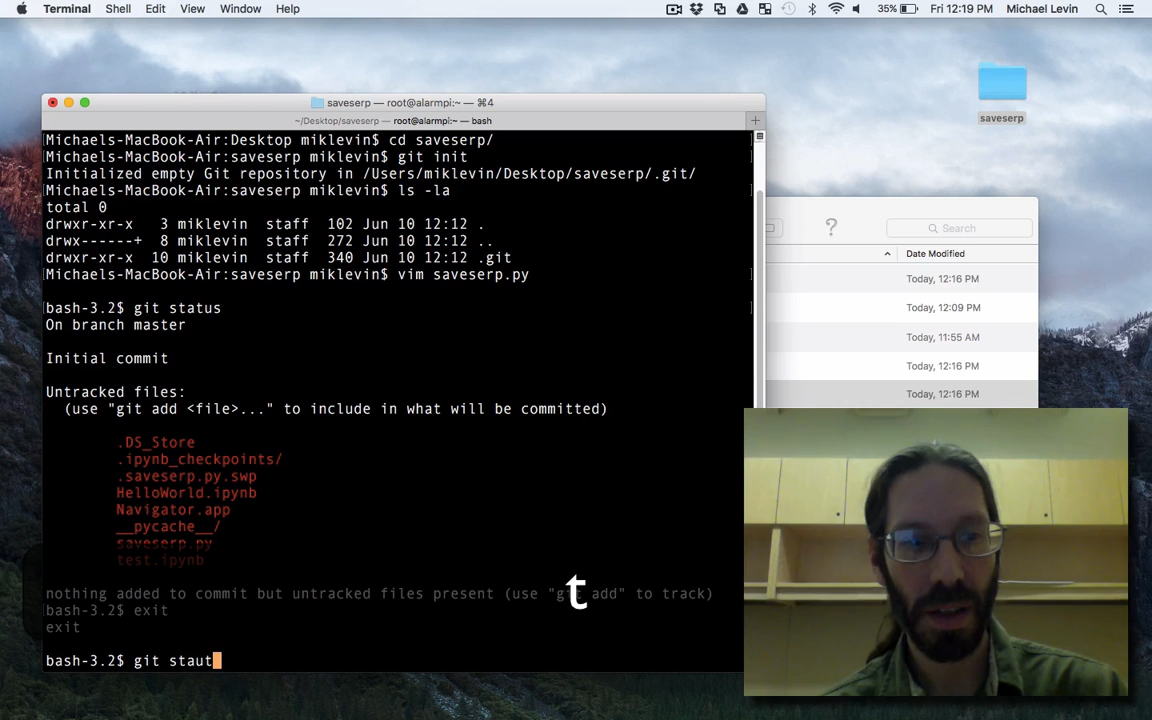 Terminal Shell Edit View Window Help 35% Fri 12:19 PM Michael Levin
saveserp
saveserp — root@alarmpi:~ — ⌘4
~/Desktop/saveserp — root@alarmpi:~ — bash
Michaels-MacBook-Air:Desktop miklevin$ cd saveserp/
Michaels-MacBook-Air:saveserp miklevin$ git init
Initialized empty Git repository in /Users/miklevin/Desktop/saveserp/.git/
Michaels-MacBook-Air:saveserp miklevin$ ls -la
total 0
drwxr-xr-x 3 miklevin staff 102 Jun 10 12:12 .
drwx------+ 8 miklevin staff 272 Jun 10 12:12 ..
drwxr-xr-x 10 miklevin staff 340 Jun 10 12:12 .git
Michaels-MacBook-Air:saveserp miklevin$ vim saveserp.py
bash-3.2$ git status
On branch master
Initial commit
Untracked files:
(use "git add <file>..." to include in what will be committed)
.DS_Store
.ipynb_checkpoints/
.saveserp.py.swp
HelloWorld.ipynb
Navigator.app
__pycache__/
saveserp.py
test.ipynb
nothing added to commit but untracked files present (use "git add" to track)
bash-3.2$ exit
exit
bash-3.2$ git staut
t
Search
Date Modified
Today, 12:16 PM
Today, 12:09 PM
Today, 11:55 AM
Today, 12:16 PM
Today, 12:16 PM